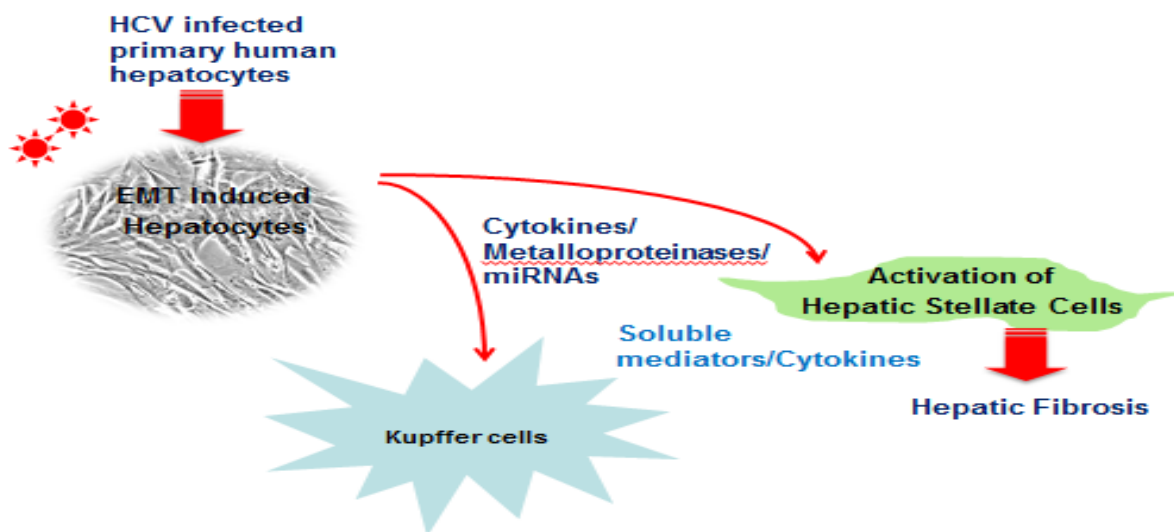 HCV infected
primary human
hepatocytes
EMT Induced
Hepatocytes
Cytokines/
Metalloproteinases/
miRNAs
Activation of
Hepatic Stellate Cells
Soluble
mediators/Cytokines
Hepatic Fibrosis
Kupffer cells